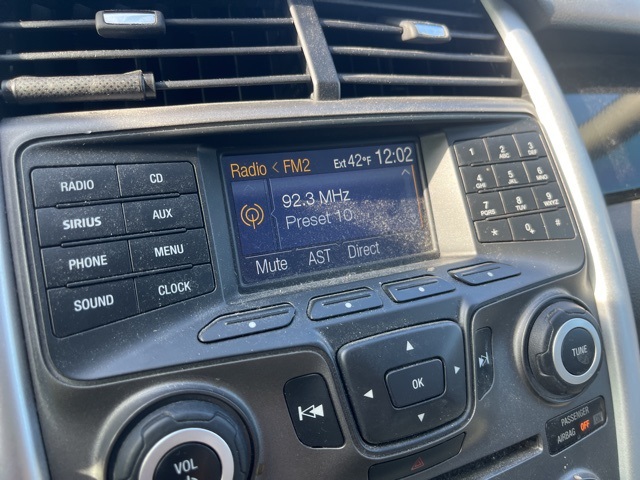 RADIO
CD
SIRIUS
AUX
PHONE
MENU
SOUND
CLOCK
Radio < FM2 Ext 42°F 12:02
92.3 MHz
Preset 10
Mute AST Direct
1 2 ABC 3 DEF
4 GHI 5 JKL 6 MNO
7 PQRS 8 TUV 9 WXYZ
* 0 #
OK
VOL
TUNE
PASSENGER
AIRBAG OFF